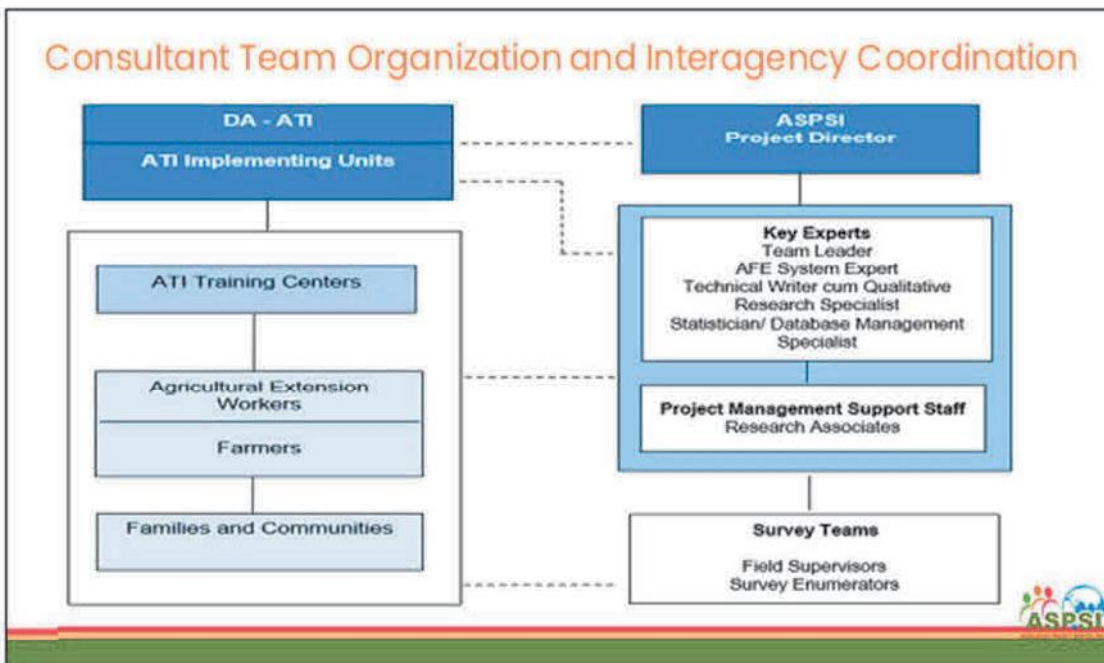 Consultant Team Organization and Interagency Coordination
DA - ATI
ATI Implementing Units
ATI Training Centers
Agricultural Extension
Workers
Farmers
Families and Communities
ASPSI
Project Director
Key Experts
Team Leader
AFE System Expert
Technical Writer cum Qualitative
Research Specialist
Statistician/ Database Management
Specialist
Project Management Support Staff
Research Associates
Survey Teams
Field Supervisors
Survey Enumerators
ASPSI